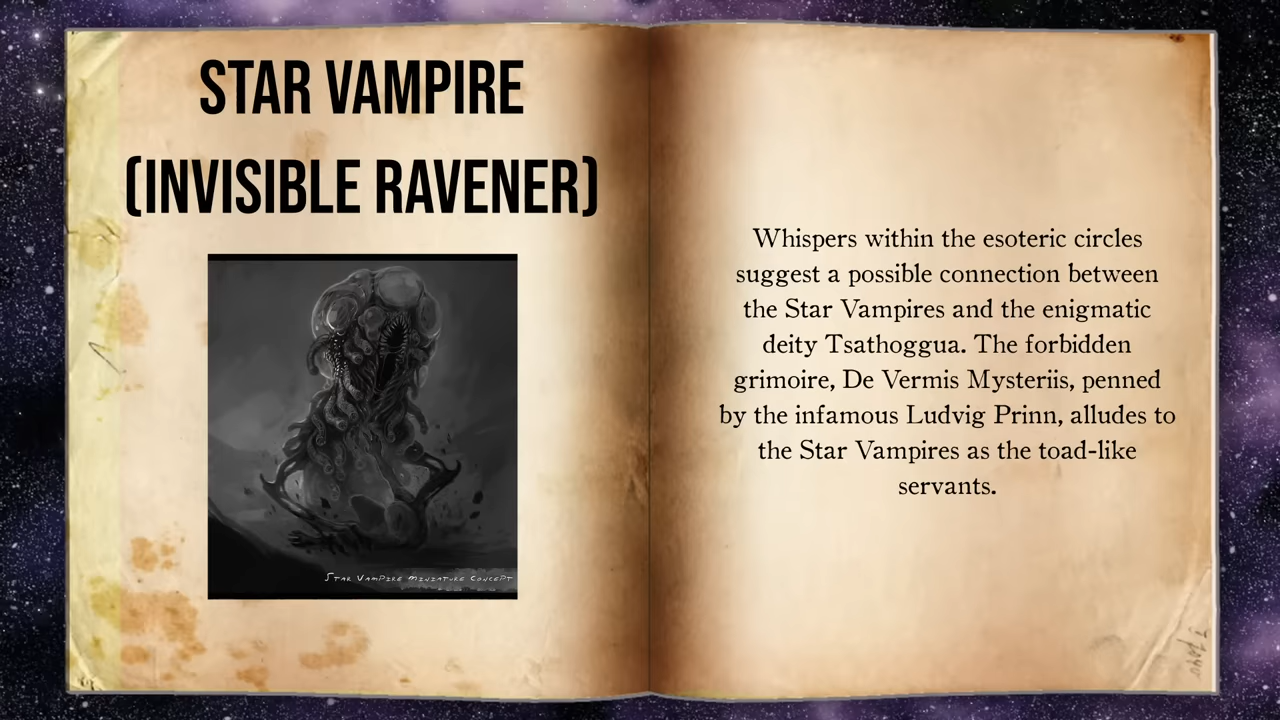 STAR VAMPIRE
(INVISIBLE RAVENER)
STAR VAMPIRE MINIATURE CONCEPT
Whispers within the esoteric circles
suggest a possible connection between
the Star Vampires and the enigmatic
deity Tsathoggua. The forbidden
grimoire, De Vermis Mysteriis, penned
by the infamous Ludvig Prinn, alludes to
the Star Vampires as the toad-like
servants.